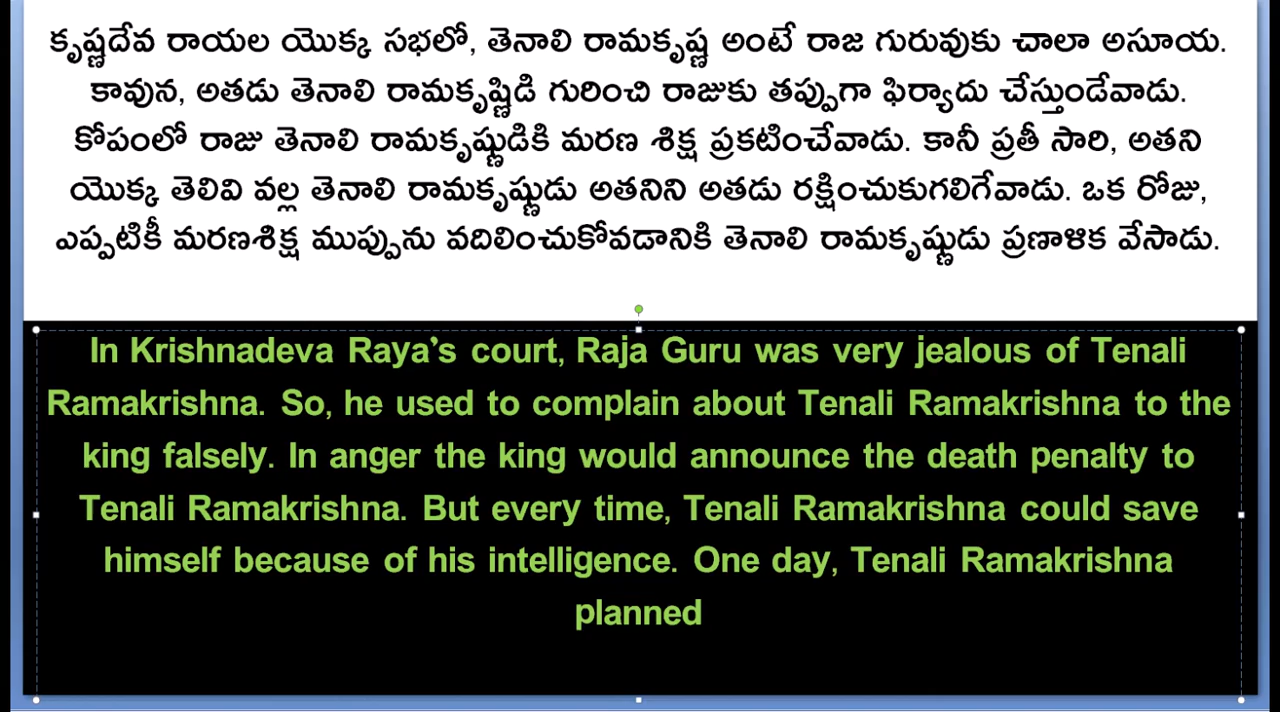 కృష్ణదేవ రాయల యొక్క సభలో, తెనాలి రామకృష్ణ అంటే రాజ గురువుకు చాలా అసూయ.
కావున, అతడు తెనాలి రామకృష్ణిడి గురించి రాజుకు తప్పుగా ఫిర్యాదు చేస్తుండేవాడు.
కోపంలో రాజు తెనాలి రామకృష్ణుడికి మరణ శిక్ష ప్రకటించేవాడు. కానీ ప్రతీ సారి, అతని
యొక్క తెలివి వల్ల తెనాలి రామకృష్ణుడు అతనిని అతడు రక్షించుకుగలిగేవాడు. ఒక రోజు,
ఎప్పటికీ మరణశిక్ష ముప్పును వదిలించుకోవడానికి తెనాలి రామకృష్ణుడు ప్రణాళిక వేసాడు.
In Krishnadeva Raya's court, Raja Guru was very jealous of Tenali
Ramakrishna. So, he used to complain about Tenali Ramakrishna to the
king falsely. In anger the king would announce the death penalty to
Tenali Ramakrishna. But every time, Tenali Ramakrishna could save
himself because of his intelligence. One day, Tenali Ramakrishna
planned